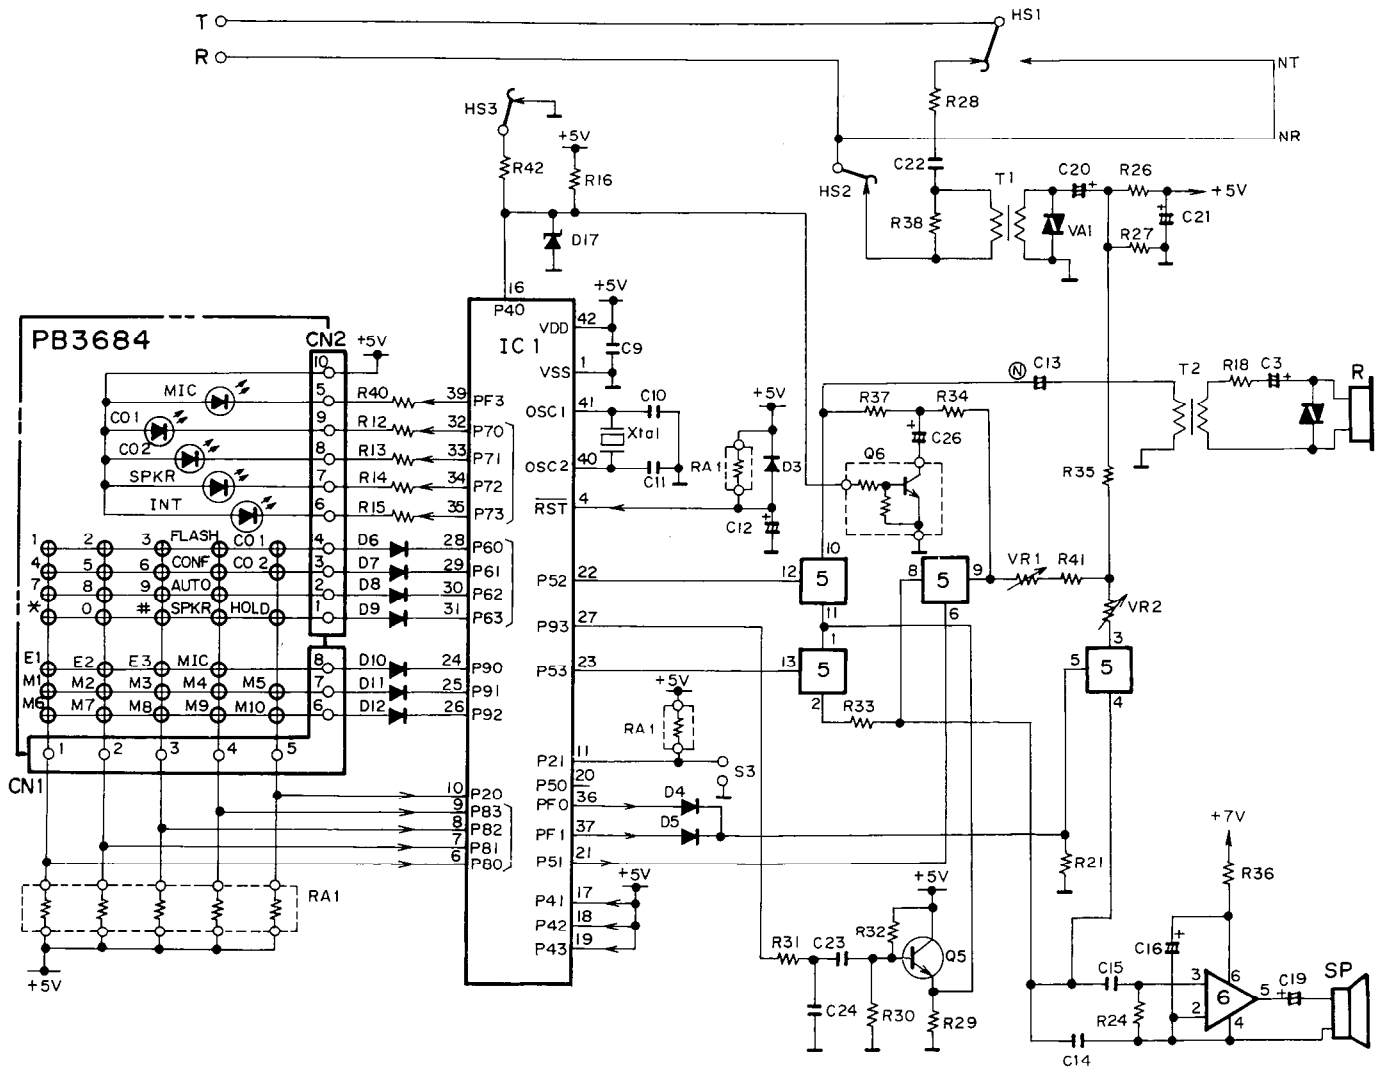 T
HS1
R
NT
HS3
+5V
R28
R42
R16
NR
C22
HS2
T1
C20
R26
+5V
R38
VA1
C21
R27
D17
16
P40
+5V
PB3684
CN2
+5V
IC1
VDD 42
C9
VSS 1
10
MIC 5 R40 39 PF3
OSC1 41 C10
Xtal
CO1 9 R12 32 P70
CO2 8 R13 33 P71
OSC2 40 C11
SPKR 7 R14 34 P72
INT 6 R15 35 P73
RST 4
+5V
RA1
D3
C12
N C13
T2
R18
C3
R
R37
R34
C26
Q6
R35
1 2 3 FLASH CO1 4 D6 28 P60
4 5 6 CONF CO2 3 D7 29 P61
7 8 9 AUTO 2 D8 30 P62
* 0 # SPKR HOLD 1 D9 31 P63
E1 E2 E3 MIC 8 D10 24 P90
M1 M2 M3 M4 M5 7 D11 25 P91
M6 M7 M8 M9 M10 6 D12 26 P92
10
P52 22 12 5
11
8 5 9
6
VR1 R41
VR2
P93 27
1
P53 23 13 5
2
R33
3
5 5
4
+5V
RA1
1 2 3 4 5
CN1
P21 11
S3
P50 20
10 P20
9 P83
8 P82
7 P81
6 P80
PF0 36 D4
PF1 37 D5
P51 21
R21
+7V
R36
RA1
+5V
P41 17
+5V
P42 18
P43 19
+5V
R32
R31
C23
Q5
C24
R30
R29
C16
C15
3
6
6
2
4
5
C19
SP
R24
C14